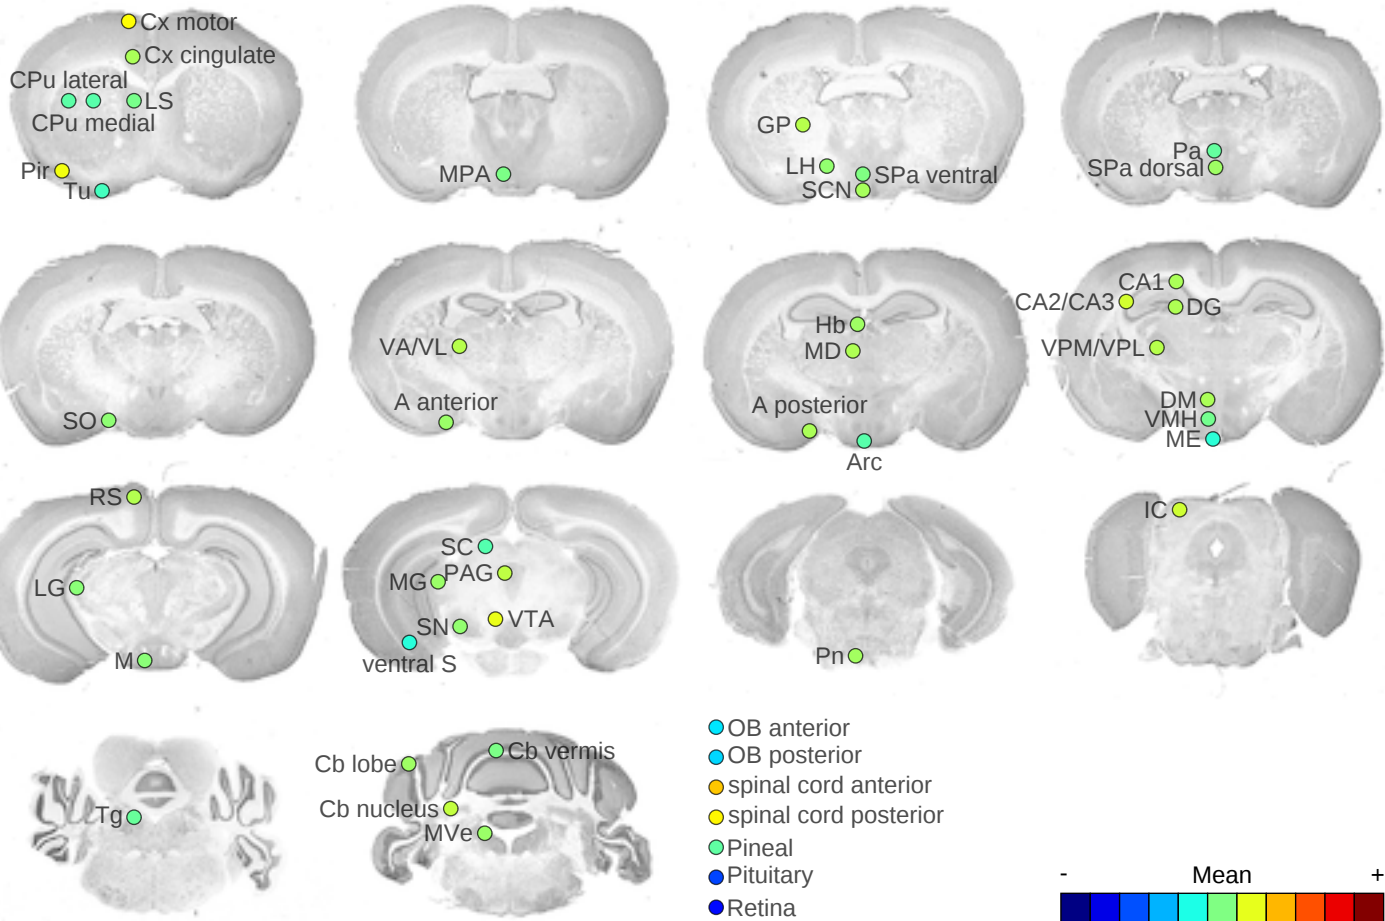 Cx motor
Cx cingulate
CPu lateral
LS
CPu medial
Pir
Tu
MPA
GP
LH
SPa ventral
SCN
Pa
SPa dorsal
SO
VA/VL
A anterior
Hb
MD
A posterior
Arc
CA1
CA2/CA3
DG
VPM/VPL
DM
VMH
ME
RS
LG
M
SC
PAG
MG
VTA
SN
ventral S
Pn
IC
Tg
Cb vermis
Cb lobe
Cb nucleus
MVe
OB anterior
OB posterior
spinal cord anterior
spinal cord posterior
Pineal
Pituitary
Retina
- Mean +